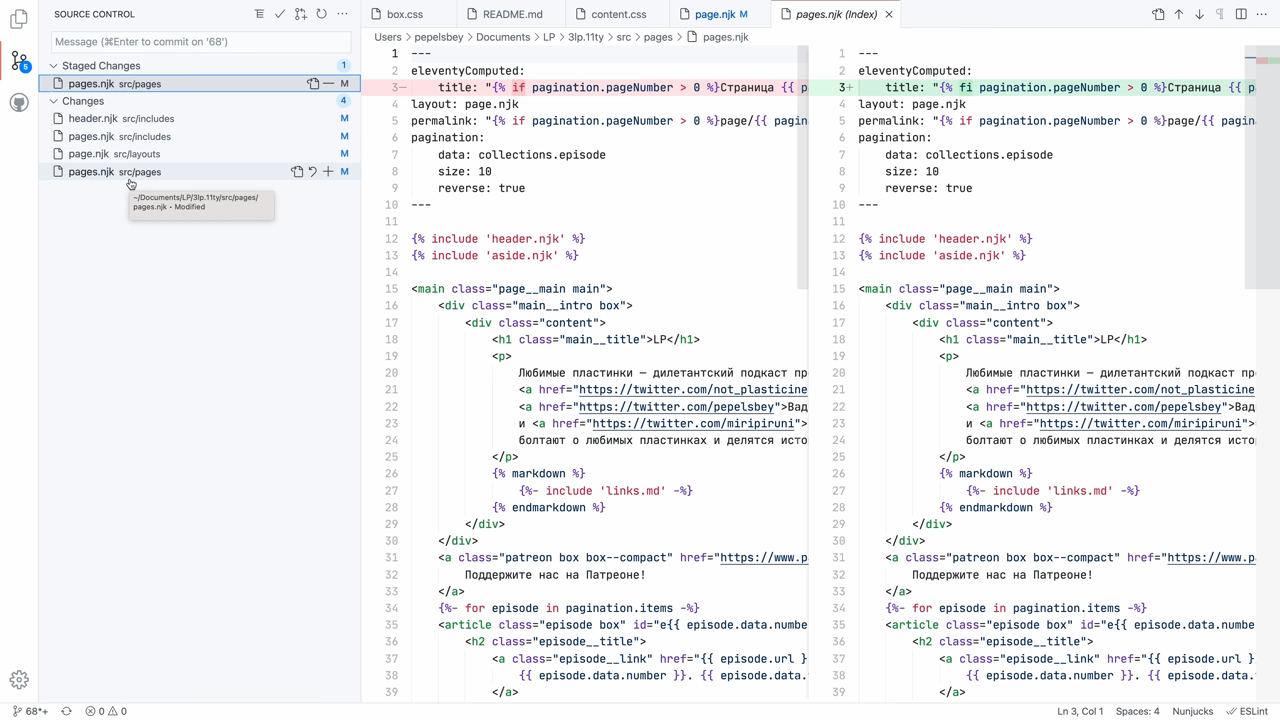 SOURCE CONTROL
box.css
README.md
content.css
page.njk M
pages.njk (Index)
Message (⌘Enter to commit on '68')
Users > pepelsbey > Documents > LP > 3lp.11ty > src > pages > pages.njk
Staged Changes 1
pages.njk src/pages M
Changes 4
header.njk src/includes M
pages.njk src/includes M
page.njk src/layouts M
pages.njk src/pages M
~/Documents/LP/3lp.11ty/src/pages/
pages.njk • Modified
5
1 ---
2 eleventyComputed:
3− title: "{% if pagination.pageNumber > 0 %}Страница {{ p
4 layout: page.njk
5 permalink: "{% if pagination.pageNumber > 0 %}page/{{ pagin
6 pagination:
7 data: collections.episode
8 size: 10
9 reverse: true
10 ---
11
12 {% include 'header.njk' %}
13 {% include 'aside.njk' %}
14
15 <main class="page__main main">
16 <div class="main__intro box">
17 <div class="content">
18 <h1 class="main__title">LP</h1>
19 <p>
20 Любимые пластинки — дилетантский подкаст пр
21 <a href="https://twitter.com/not_plasticine
22 <a href="https://twitter.com/pepelsbey">Вад
23 и <a href="https://twitter.com/miripiruni">
24 болтают о любимых пластинках и делятся исто
25 </p>
26 {% markdown %}
27 {%- include 'links.md' -%}
28 {% endmarkdown %}
29 </div>
30 </div>
31 <a class="patreon box box--compact" href="https://www.p
32 Поддержите нас на Патреоне!
33 </a>
34 {%- for episode in pagination.items -%}
35 <article class="episode box" id="e{{ episode.data.numbe
36 <h2 class="episode__title">
37 <a class="episode__link" href="{{ episode.url }
38 {{ episode.data.number }}. {{ episode.data.
39 </a>
1 ---
2 eleventyComputed:
3+ title: "{% fi pagination.pageNumber > 0 %}Страница {{ p
4 layout: page.njk
5 permalink: "{% if pagination.pageNumber > 0 %}page/{{ pagin
6 pagination:
7 data: collections.episode
8 size: 10
9 reverse: true
10 ---
11
12 {% include 'header.njk' %}
13 {% include 'aside.njk' %}
14
15 <main class="page__main main">
16 <div class="main__intro box">
17 <div class="content">
18 <h1 class="main__title">LP</h1>
19 <p>
20 Любимые пластинки — дилетантский подкаст пр
21 <a href="https://twitter.com/not_plasticine
22 <a href="https://twitter.com/pepelsbey">Вад
23 и <a href="https://twitter.com/miripiruni">
24 болтают о любимых пластинках и делятся исто
25 </p>
26 {% markdown %}
27 {%- include 'links.md' -%}
28 {% endmarkdown %}
29 </div>
30 </div>
31 <a class="patreon box box--compact" href="https://www.p
32 Поддержите нас на Патреоне!
33 </a>
34 {%- for episode in pagination.items -%}
35 <article class="episode box" id="e{{ episode.data.numbe
36 <h2 class="episode__title">
37 <a class="episode__link" href="{{ episode.url }
38 {{ episode.data.number }}. {{ episode.data.
39 </a>
68*+ 0 0
Ln 3, Col 1 Spaces: 4 Nunjucks ESLint